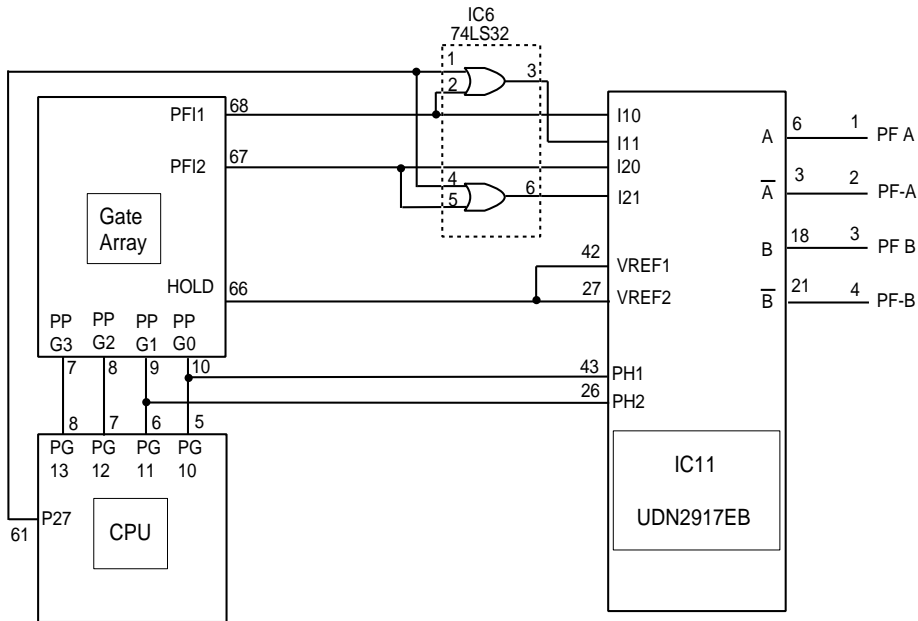 IC6
74LS32
1
2
3
PFI1
68
I10
I11
A
6
1
PF A
PFI2
67
I20
4
5
6
I21
A
3
2
PF-A
Gate
Array
B
18
3
PF B
42
VREF1
HOLD
66
27
VREF2
B
21
4
PF-B
PP
G3
PP
G2
PP
G1
PP
G0
7
8
9
10
43
PH1
26
PH2
8
7
6
5
PG
13
PG
12
PG
11
PG
10
IC11
UDN2917EB
61
P27
CPU